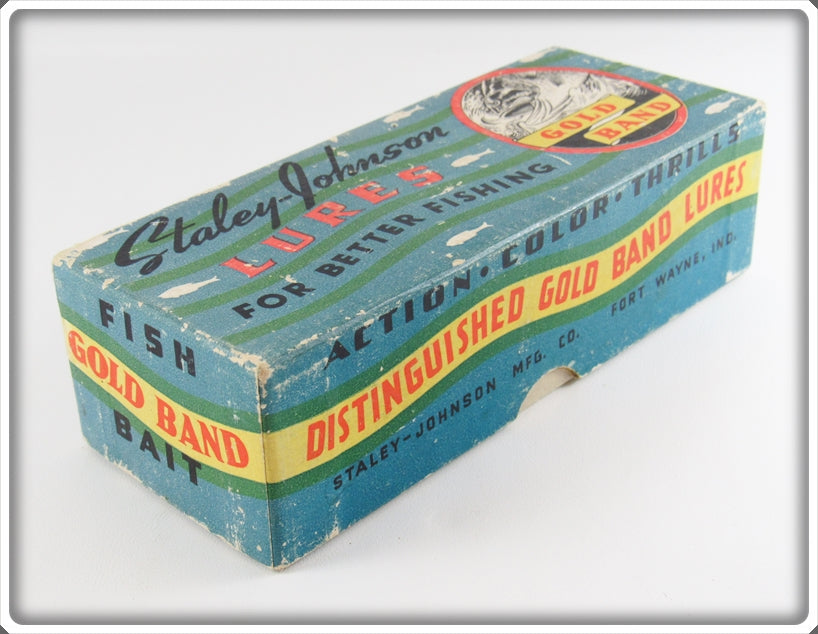 Staley-Johnson
LURES
FOR BETTER FISHING
GOLD
BAND
ACTION · COLOR · THRILLS
DISTINGUISHED GOLD BAND LURES
STALEY-JOHNSON MFG. CO. FORT WAYNE, IND.
FISH
GOLD BAND
BAIT